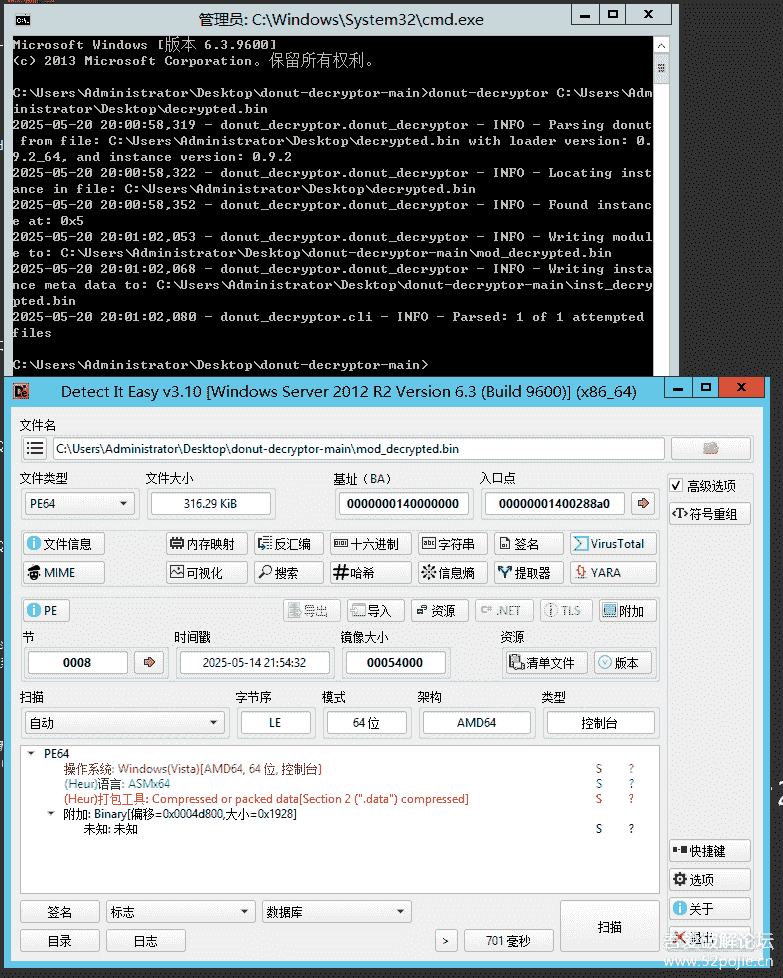 管理员: C:\Windows\System32\cmd.exe
Microsoft Windows [版本 6.3.9600]
(c) 2013 Microsoft Corporation。保留所有权利。
C:\Users\Administrator\Desktop\donut-decryptor-main>donut-decryptor C:\Users\Adm
inistrator\Desktop\decrypted.bin
2025-05-20 20:00:58,319 - donut_decryptor.donut_decryptor - INFO - Parsing donut
 from file: C:\Users\Administrator\Desktop\decrypted.bin with loader version: 0.
9.2_64, and instance version: 0.9.2
2025-05-20 20:00:58,322 - donut_decryptor.donut_decryptor - INFO - Locating inst
ance in file: C:\Users\Administrator\Desktop\decrypted.bin
2025-05-20 20:00:58,352 - donut_decryptor.donut_decryptor - INFO - Found instanc
e at: 0x5
2025-05-20 20:01:02,053 - donut_decryptor.donut_decryptor - INFO - Writing modul
e to: C:\Users\Administrator\Desktop\donut-decryptor-main\mod_decrypted.bin
2025-05-20 20:01:02,068 - donut_decryptor.donut_decryptor - INFO - Writing insta
nce meta data to: C:\Users\Administrator\Desktop\donut-decryptor-main\inst_decry
pted.bin
2025-05-20 20:01:02,080 - donut_decryptor.cli - INFO - Parsed: 1 of 1 attempted
files
C:\Users\Administrator\Desktop\donut-decryptor-main>
Detect It Easy v3.10 [Windows Server 2012 R2 Version 6.3 (Build 9600)] (x86_64)
文件名
C:\Users\Administrator\Desktop\donut-decryptor-main\mod_decrypted.bin
文件类型 文件大小 基址（BA） 入口点 高级选项
PE64 316.29 KiB 0000000140000000 00000001400288a0 符号重组
文件信息 内存映射 反汇编 十六进制 字符串 签名 VirusTotal
MIME 可视化 搜索 哈希 信息熵 提取器 YARA
PE 导出 导入 资源 .NET TLS 附加
节 时间戳 镜像大小 资源
0008 2025-05-14 21:54:32 00054000 清单文件 版本
扫描 字节序 模式 架构 类型
自动 LE 64 位 AMD64 控制台
PE64
操作系统: Windows(Vista)[AMD64, 64 位, 控制台] S ?
(Heur)语言: ASMx64 S ?
(Heur)打包工具: Compressed or packed data[Section 2 (".data") compressed] S ?
附加: Binary[偏移=0x0004d800,大小=0x1928]
未知: 未知 S ?
快捷键
选项
签名 标志 数据库 扫描 关于
目录 日志 > 701 毫秒 退出
吾爱破解论坛
www.52pojie.cn